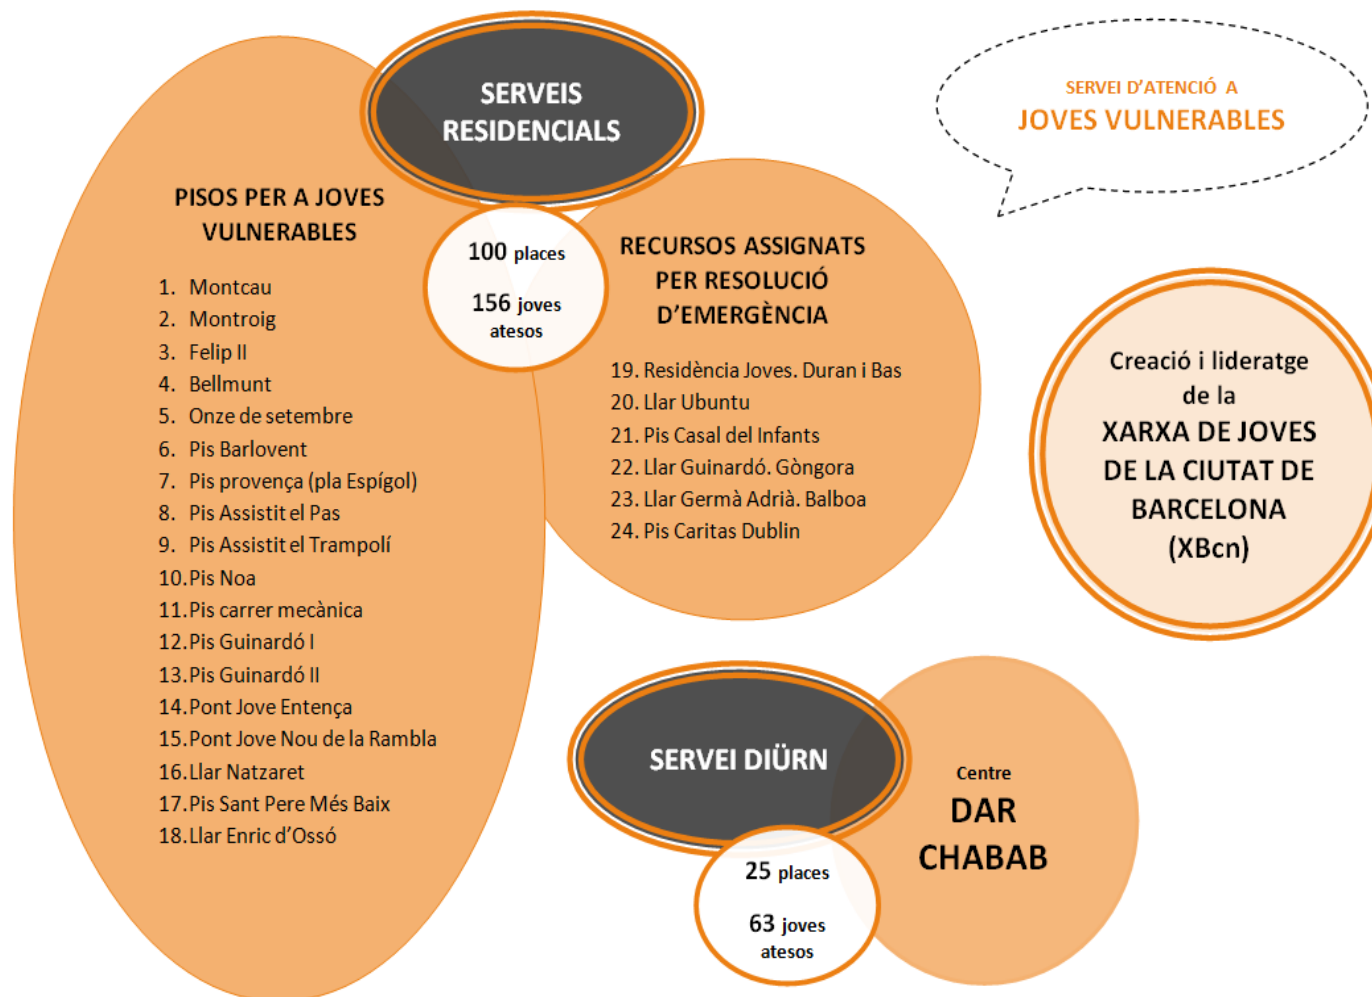 SERVEIS
RESIDENCIALS
SERVEI D'ATENCIÓ A
JOVES VULNERABLES
PISOS PER A JOVES
VULNERABLES
1. Montcau
2. Montroig
3. Felip II
4. Bellmunt
5. Onze de setembre
6. Pis Barlovent
7. Pis provença (pla Espígol)
8. Pis Assistit el Pas
9. Pis Assistit el Trampolí
10. Pis Noa
11. Pis carrer mecànica
12. Pis Guinardó I
13. Pis Guinardó II
14. Pont Jove Entença
15. Pont Jove Nou de la Rambla
16. Llar Natzaret
17. Pis Sant Pere Més Baix
18. Llar Enric d'Ossó
100 places
156 joves
atesos
RECURSOS ASSIGNATS
PER RESOLUCIÓ
D'EMERGÈNCIA
19. Residència Joves. Duran i Bas
20. Llar Ubuntu
21. Pis Casal del Infants
22. Llar Guinardó. Gòngora
23. Llar Germà Adrià. Balboa
24. Pis Caritas Dublin
Creació i lideratge
de la
XARXA DE JOVES
DE LA CIUTAT DE
BARCELONA
(XBcn)
SERVEI DIÜRN
25 places
63 joves
atesos
Centre
DAR
CHABAB